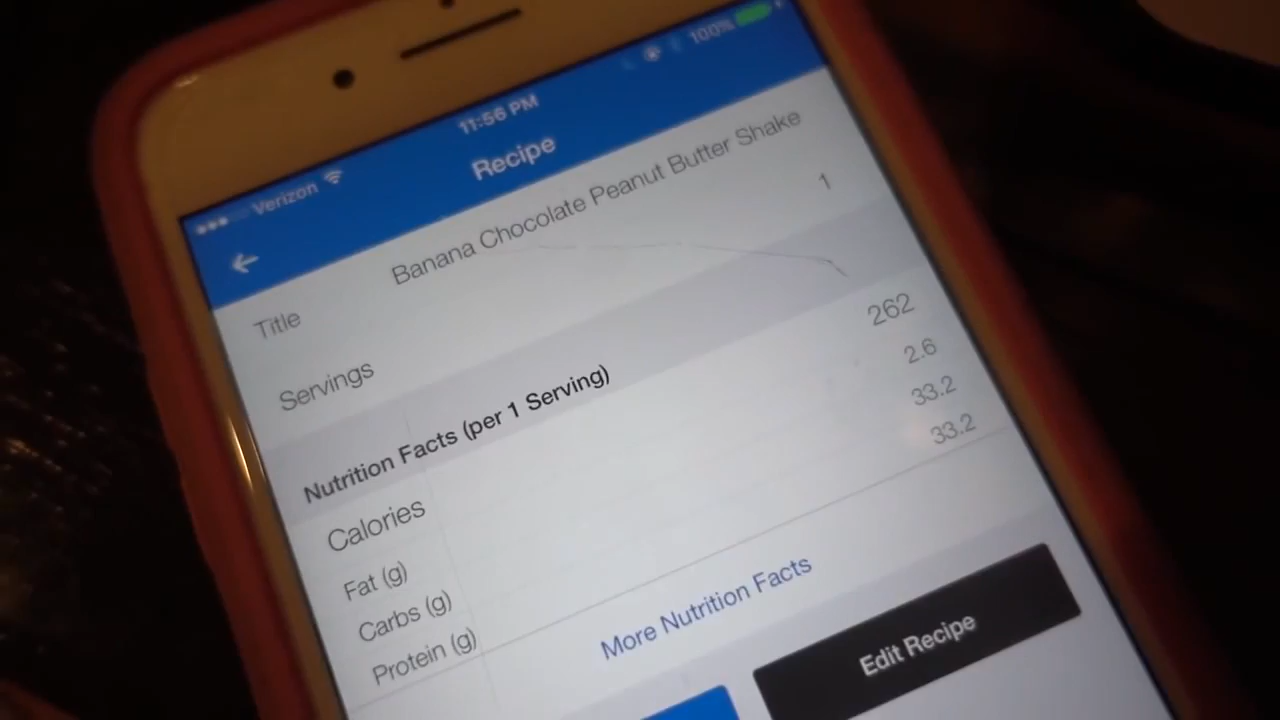 Verizon 11:56 PM 100%
Recipe
Title Banana Chocolate Peanut Butter Shake
Servings 1
Nutrition Facts (per 1 Serving)
Calories 262
Fat (g) 2.6
Carbs (g) 33.2
Protein (g) 33.2
More Nutrition Facts
Edit Recipe